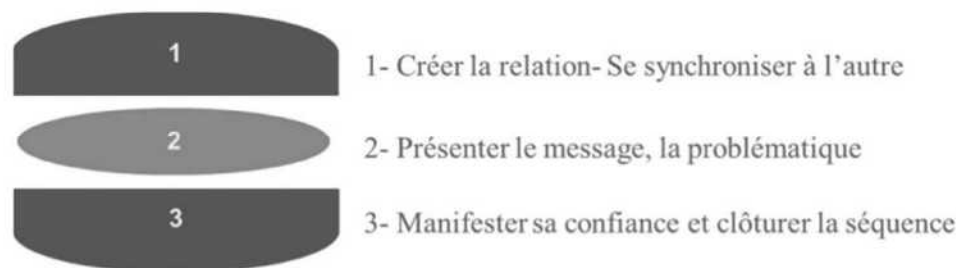 1
1- Créer la relation- Se synchroniser à l’autre
2
2- Présenter le message, la problématique
3
3- Manifester sa confiance et clôturer la séquence